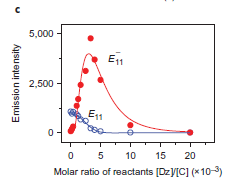 c
5,000
2,500
0
Emission intensity
E₁₁⁻
E₁₁
0 5 10 15 20
Molar ratio of reactants [Dz]/[C] (×10⁻³)